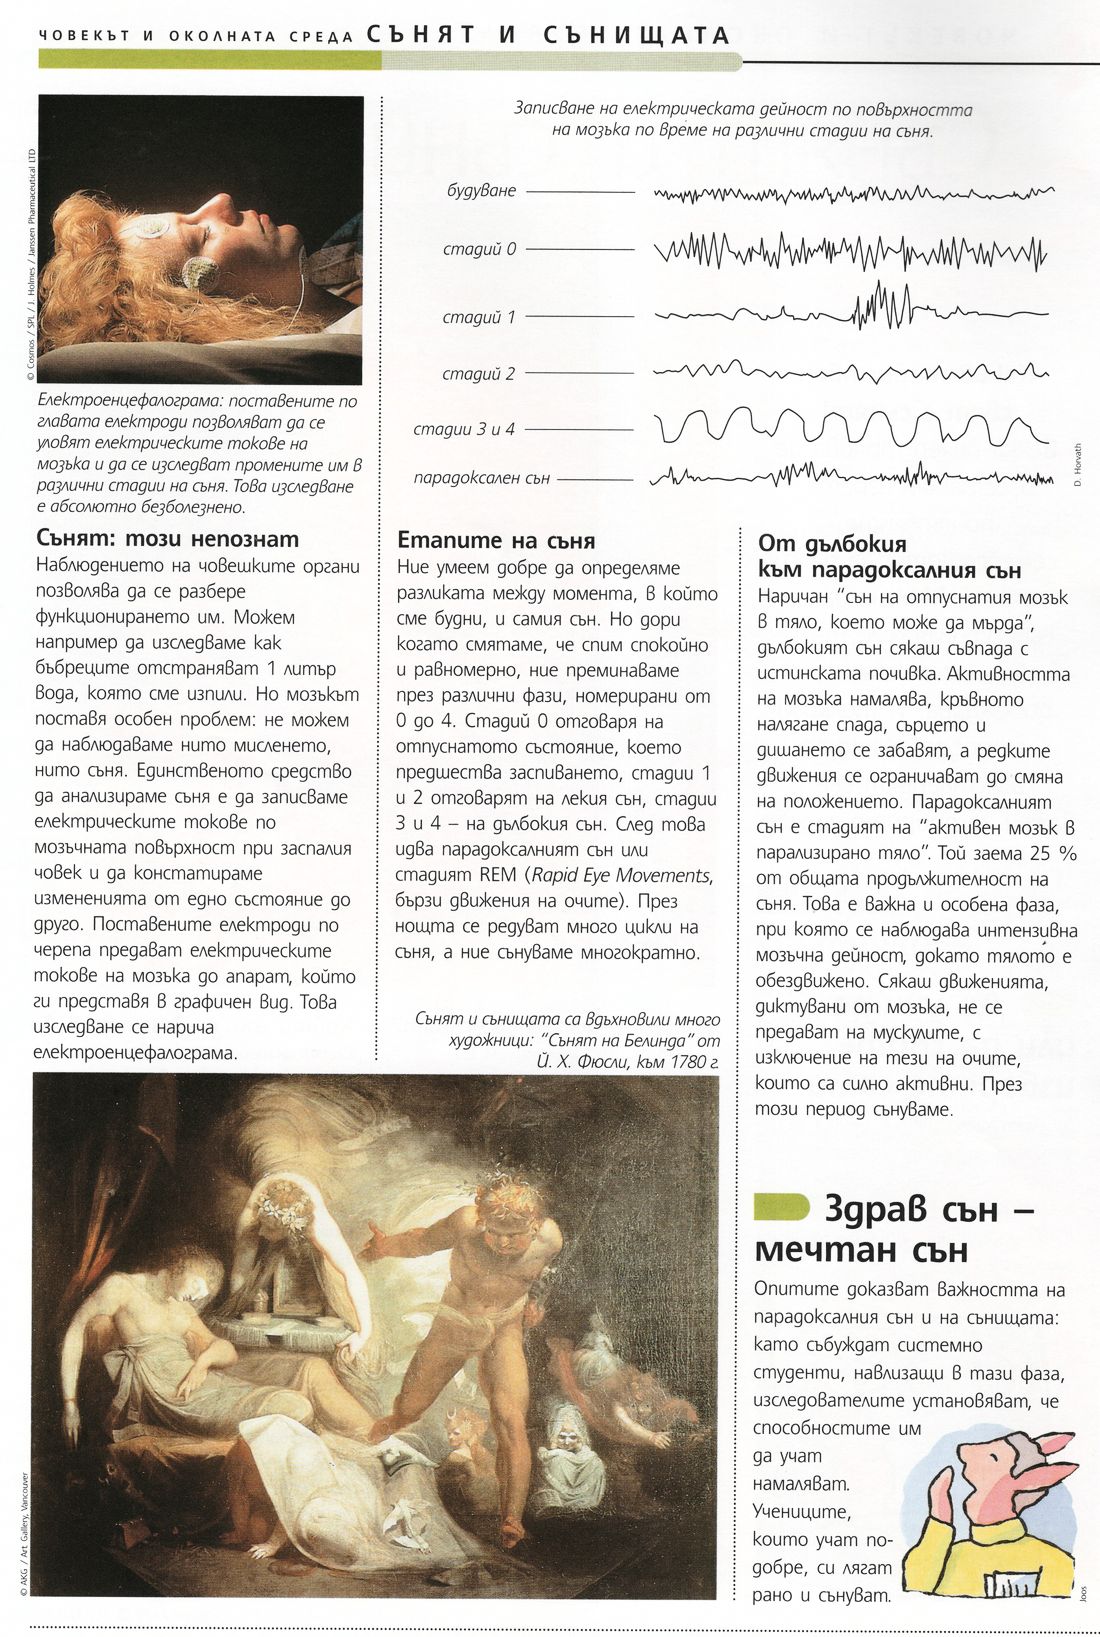 ЧОВЕКЪТ И ОКОЛНАТА СРЕДА СЪНЯТ И СЪНИЩАТА
© Cosmos / SPL / J. Holmes / Janssen Pharmaceutical LTD
Електроенцефалограма: поставените по
главата електроди позволяват да се
уловят електрическите токове на
мозъка и да се изследват промените им в
различни стадии на съня. Това изследване
е абсолютно безболезнено.
Записване на електрическата дейност по повърхността
на мозъка по време на различни стадии на съня.
будуване
стадий 0
стадий 1
стадий 2
стадии 3 и 4
парадоксален сън
D. Horvath
Сънят: този непознат
Наблюдението на човешките органи
позволява да се разбере
функционирането им. Можем
например да изследваме как
бъбреците отстраняват 1 литър
вода, която сме изпили. Но мозъкът
поставя особен проблем: не можем
да наблюдаваме нито мисленето,
нито съня. Единственото средство
да анализираме съня е да записваме
електрическите токове по
мозъчната повърхност при заспалия
човек и да констатираме
измененията от едно състояние до
друго. Поставените електроди по
черепа предават електрическите
токове на мозъка до апарат, който
ги представя в графичен вид. Това
изследване се нарича
електроенцефалограма.
Етапите на съня
Ние умеем добре да определяме
разликата между момента, в който
сме будни, и самия сън. Но дори
когато смятаме, че спим спокойно
и равномерно, ние преминаваме
през различни фази, номерирани от
0 до 4. Стадий 0 отговаря на
отпуснатото състояние, което
предшества заспиването, стадии 1
и 2 отговарят на лекия сън, стадии
3 и 4 – на дълбокия сън. След това
идва парадоксалният сън или
стадият REM (Rapid Eye Movements,
бързи движения на очите). През
нощта се редуват много цикли на
съня, а ние сънуваме многократно.
Сънят и сънищата са вдъхновили много
художници: "Сънят на Белинда" от
Й. Х. Фюсли, към 1780 г.
© AKG / Art Gallery, Vancouver
От дълбокия
към парадоксалния сън
Наричан "сън на отпуснатия мозък
в тяло, което може да мърда",
дълбокият сън сякаш съвпада с
истинската почивка. Активността
на мозъка намалява, кръвното
налягане спада, сърцето и
дишането се забавят, а редките
движения се ограничават до смяна
на положението. Парадоксалният
сън е стадият на "активен мозък в
парализирано тяло". Той заема 25 %
от общата продължителност на
съня. Това е важна и особена фаза,
при която се наблюдава интензивна
мозъчна дейност, докато тялото е
обездвижено. Сякаш движенията,
диктувани от мозъка, не се
предават на мускулите, с
изключение на тези на очите,
които са силно активни. През
този период сънуваме.
Здрав сън –
мечтан сън
Опитите доказват важността на
парадоксалния сън и на сънищата:
като събуждат системно
студенти, навлизащи в тази фаза,
изследователите установяват, че
способностите им
да учат
намаляват.
Учениците,
които учат по-
добре, си лягат
рано и сънуват.
Joos